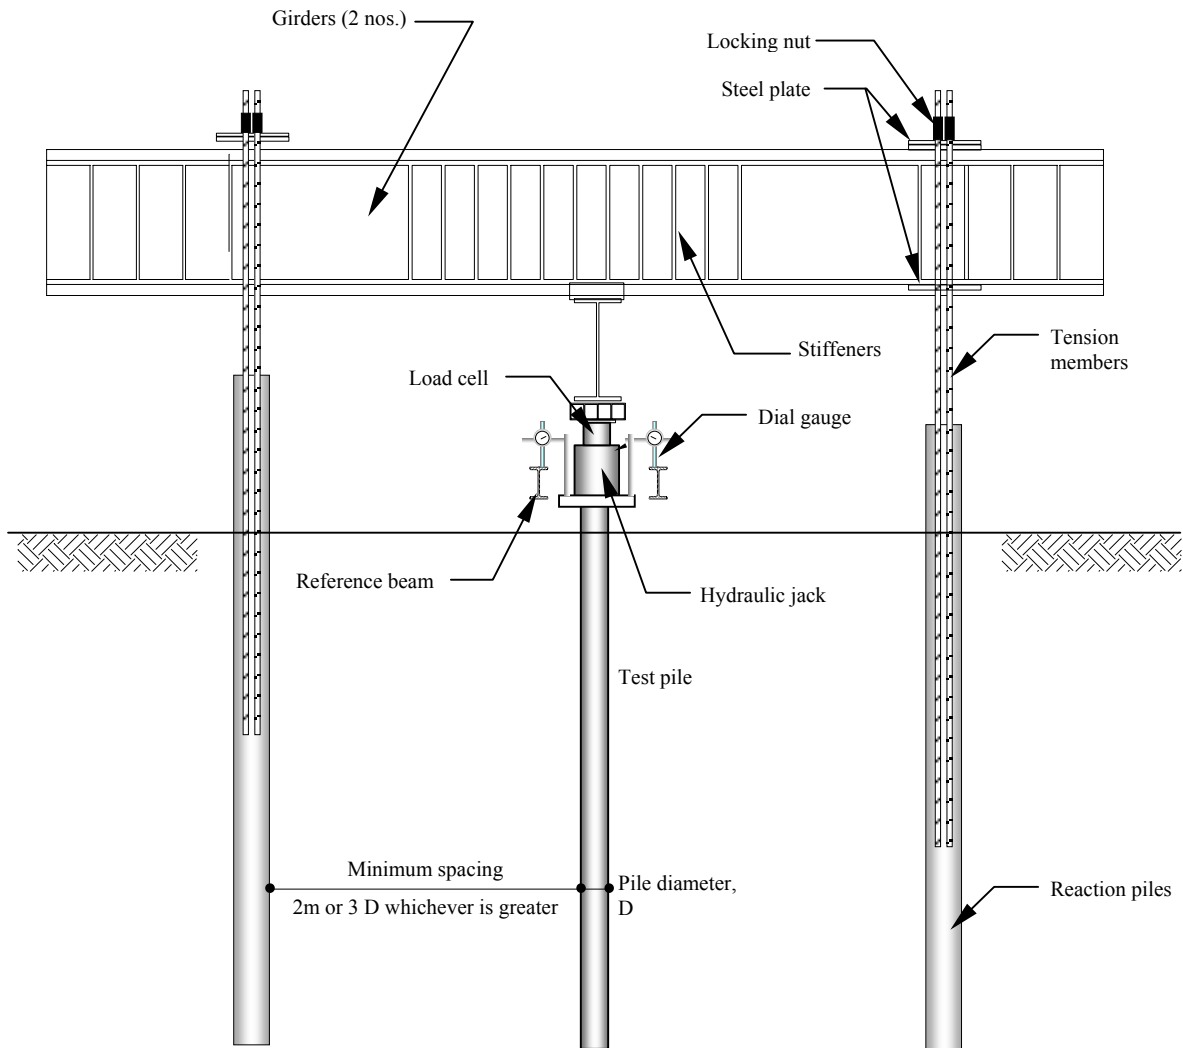 Girders (2 nos.)
Locking nut
Steel plate
Stiffeners
Tension
members
Load cell
Dial gauge
Reference beam
Hydraulic jack
Test pile
Minimum spacing
2m or 3 D whichever is greater
Pile diameter,
D
Reaction piles